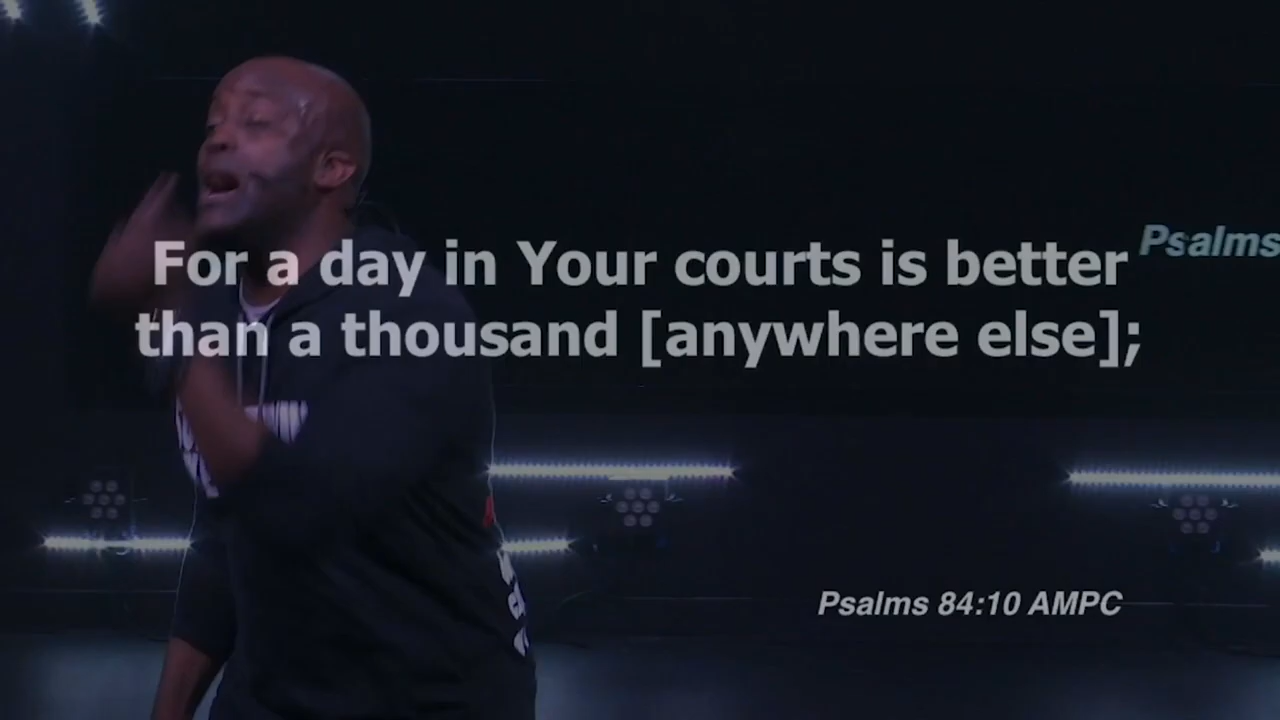 For a day in Your courts is better
than a thousand [anywhere else];
Psalms
Psalms 84:10 AMPC